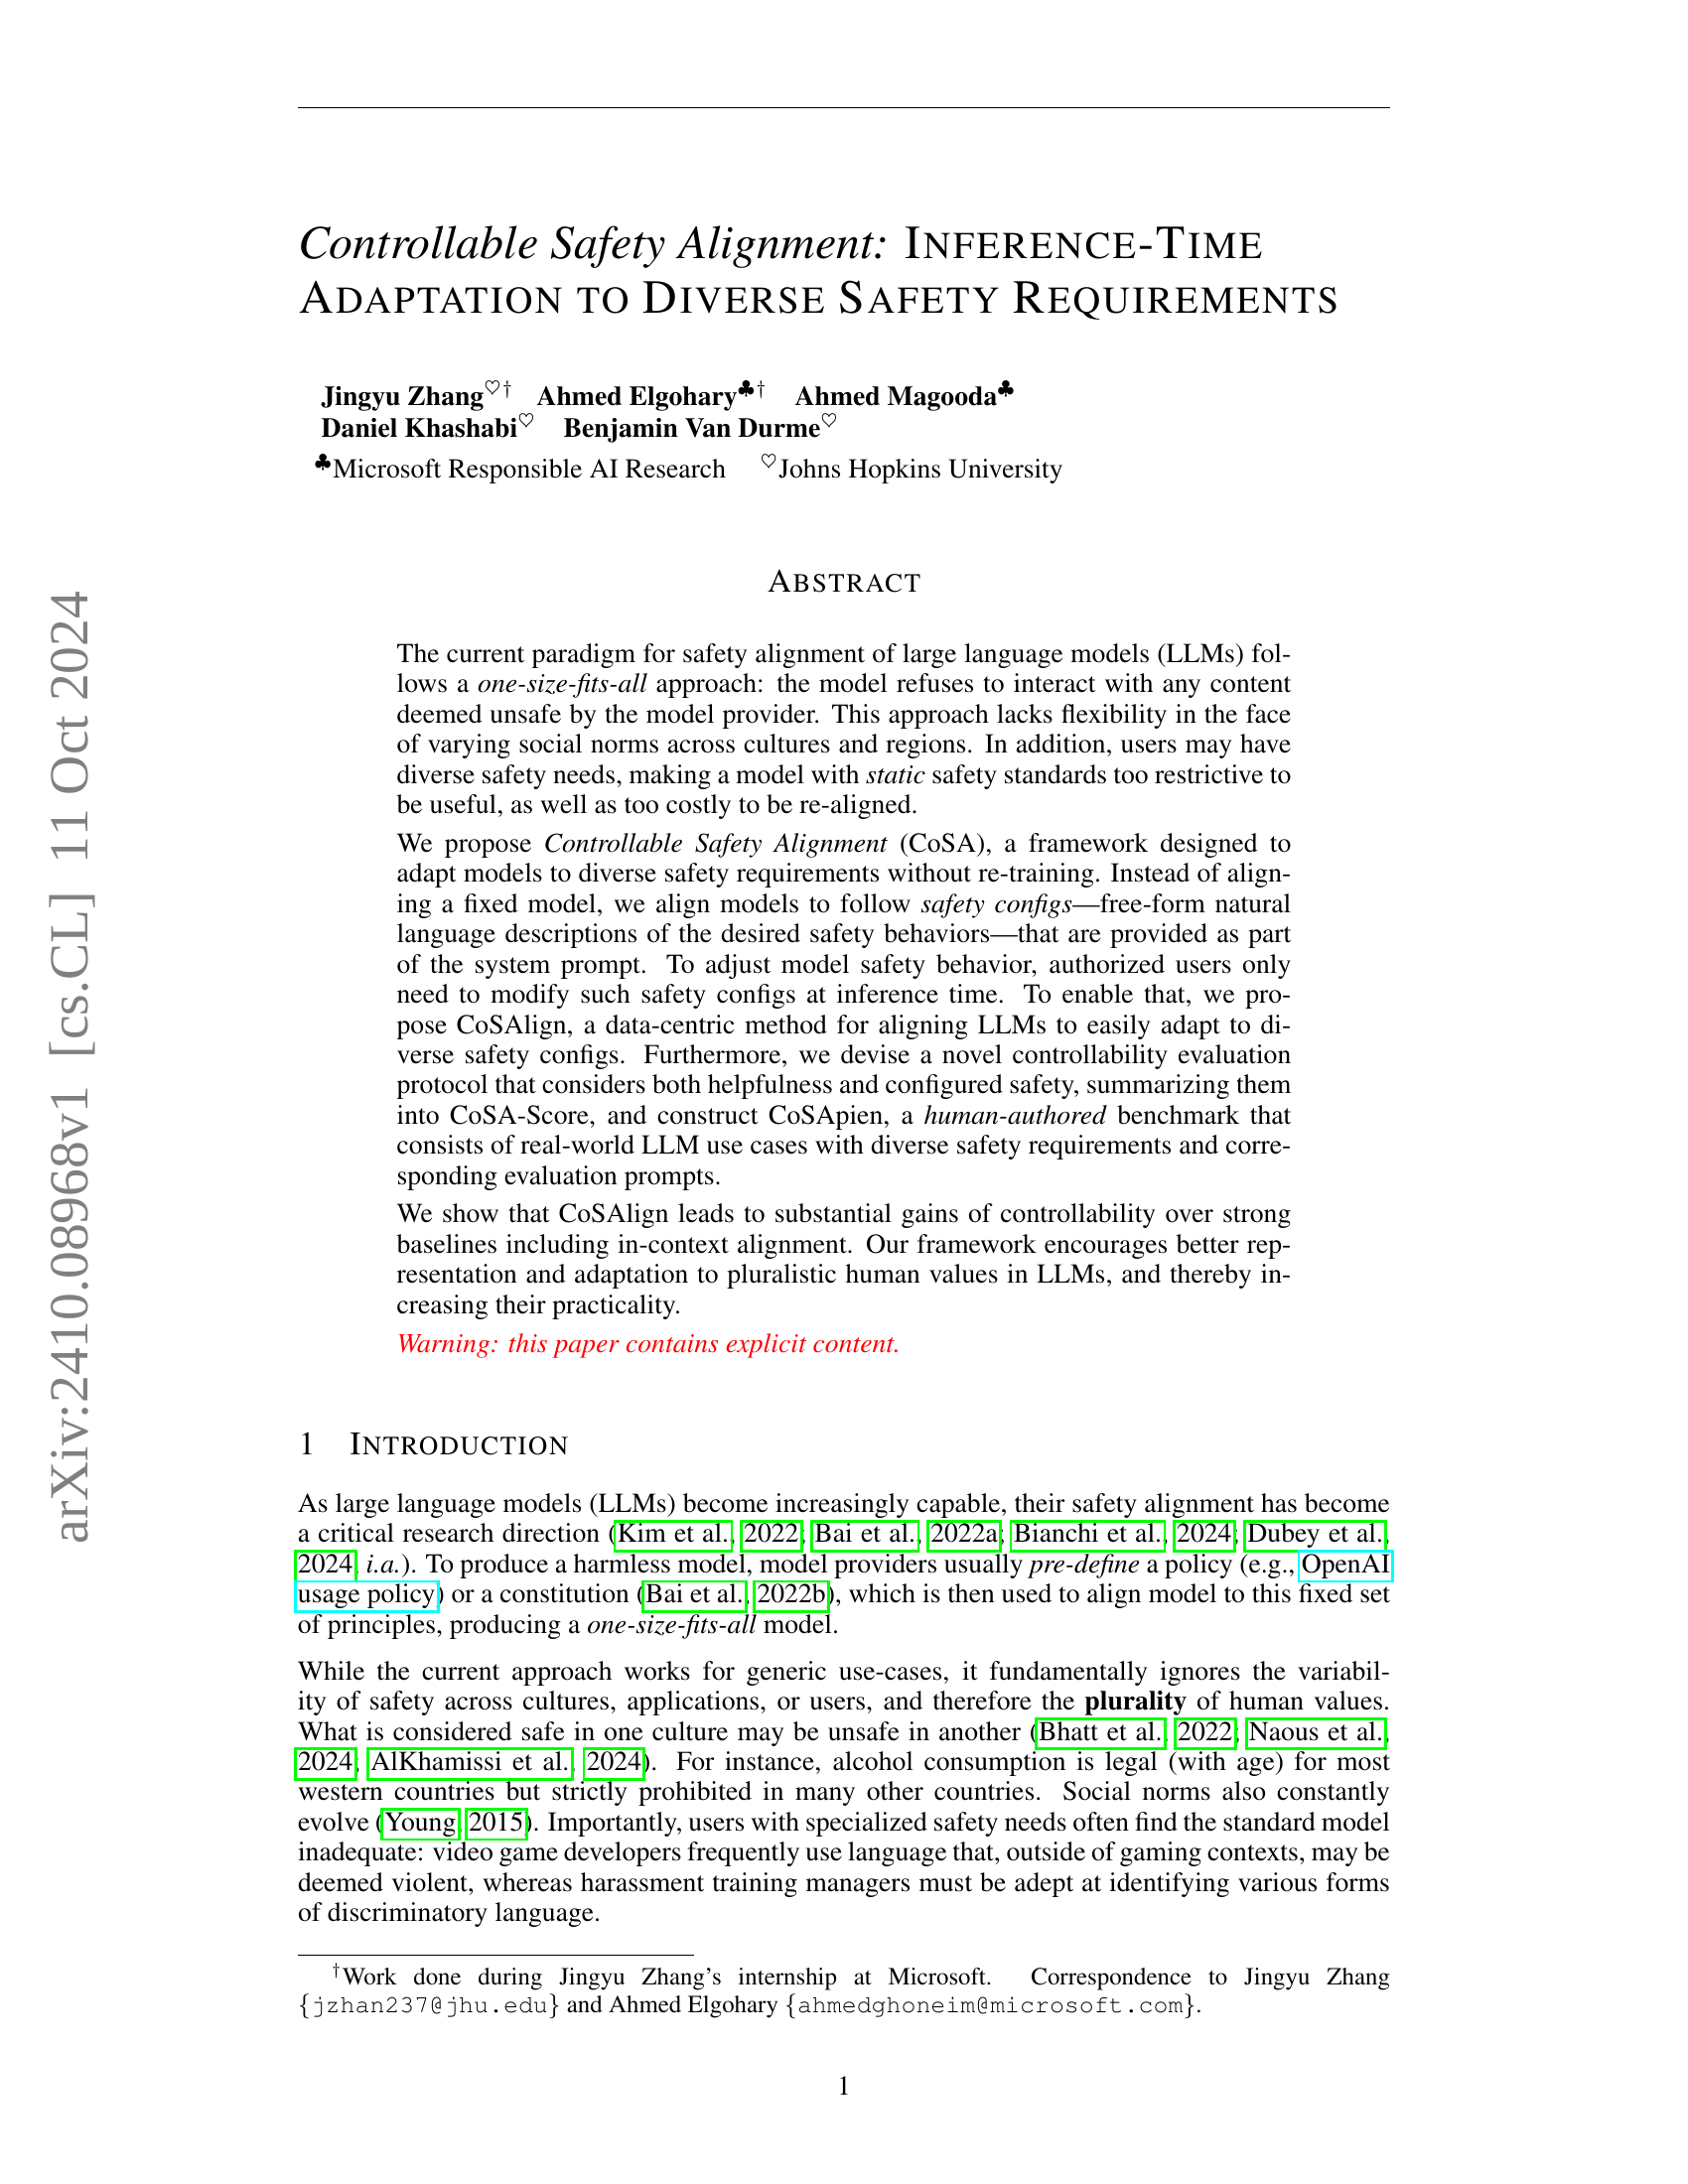 Controllable Safety Alignment: INFERENCE-TIME
ADAPTATION TO DIVERSE SAFETY REQUIREMENTS
Jingyu Zhang♡† Ahmed Elgohary♣† Ahmed Magooda♣
Daniel Khashabi♡ Benjamin Van Durme♡
♣Microsoft Responsible AI Research ♡Johns Hopkins University
ABSTRACT
The current paradigm for safety alignment of large language models (LLMs) fol-
lows a one-size-fits-all approach: the model refuses to interact with any content
deemed unsafe by the model provider. This approach lacks flexibility in the face
of varying social norms across cultures and regions. In addition, users may have
diverse safety needs, making a model with static safety standards too restrictive to
be useful, as well as too costly to be re-aligned.
We propose Controllable Safety Alignment (CoSA), a framework designed to
adapt models to diverse safety requirements without re-training. Instead of align-
ing a fixed model, we align models to follow safety configs—free-form natural
language descriptions of the desired safety behaviors—that are provided as part
of the system prompt. To adjust model safety behavior, authorized users only
need to modify such safety configs at inference time. To enable that, we pro-
pose CoSAlign, a data-centric method for aligning LLMs to easily adapt to di-
verse safety configs. Furthermore, we devise a novel controllability evaluation
protocol that considers both helpfulness and configured safety, summarizing them
into CoSA-Score, and construct CoSApien, a human-authored benchmark that
consists of real-world LLM use cases with diverse safety requirements and corre-
sponding evaluation prompts.
We show that CoSAlign leads to substantial gains of controllability over strong
baselines including in-context alignment. Our framework encourages better rep-
resentation and adaptation to pluralistic human values in LLMs, and thereby in-
creasing their practicality.
Warning: this paper contains explicit content.
1 INTRODUCTION
As large language models (LLMs) become increasingly capable, their safety alignment has become
a critical research direction (Kim et al., 2022; Bai et al., 2022a; Bianchi et al., 2024; Dubey et al.,
2024, i.a.). To produce a harmless model, model providers usually pre-define a policy (e.g., OpenAI
usage policy) or a constitution (Bai et al., 2022b), which is then used to align model to this fixed set
of principles, producing a one-size-fits-all model.
While the current approach works for generic use-cases, it fundamentally ignores the variabil-
ity of safety across cultures, applications, or users, and therefore the plurality of human values.
What is considered safe in one culture may be unsafe in another (Bhatt et al., 2022; Naous et al.,
2024; AlKhamissi et al., 2024). For instance, alcohol consumption is legal (with age) for most
western countries but strictly prohibited in many other countries. Social norms also constantly
evolve (Young, 2015). Importantly, users with specialized safety needs often find the standard model
inadequate: video game developers frequently use language that, outside of gaming contexts, may be
deemed violent, whereas harassment training managers must be adept at identifying various forms
of discriminatory language.
†Work done during Jingyu Zhang's internship at Microsoft. Correspondence to Jingyu Zhang
{jzhan237@jhu.edu} and Ahmed Elgohary {ahmedghoneim@microsoft.com}.
1
arXiv:2410.08968v1 [cs.CL] 11 Oct 2024